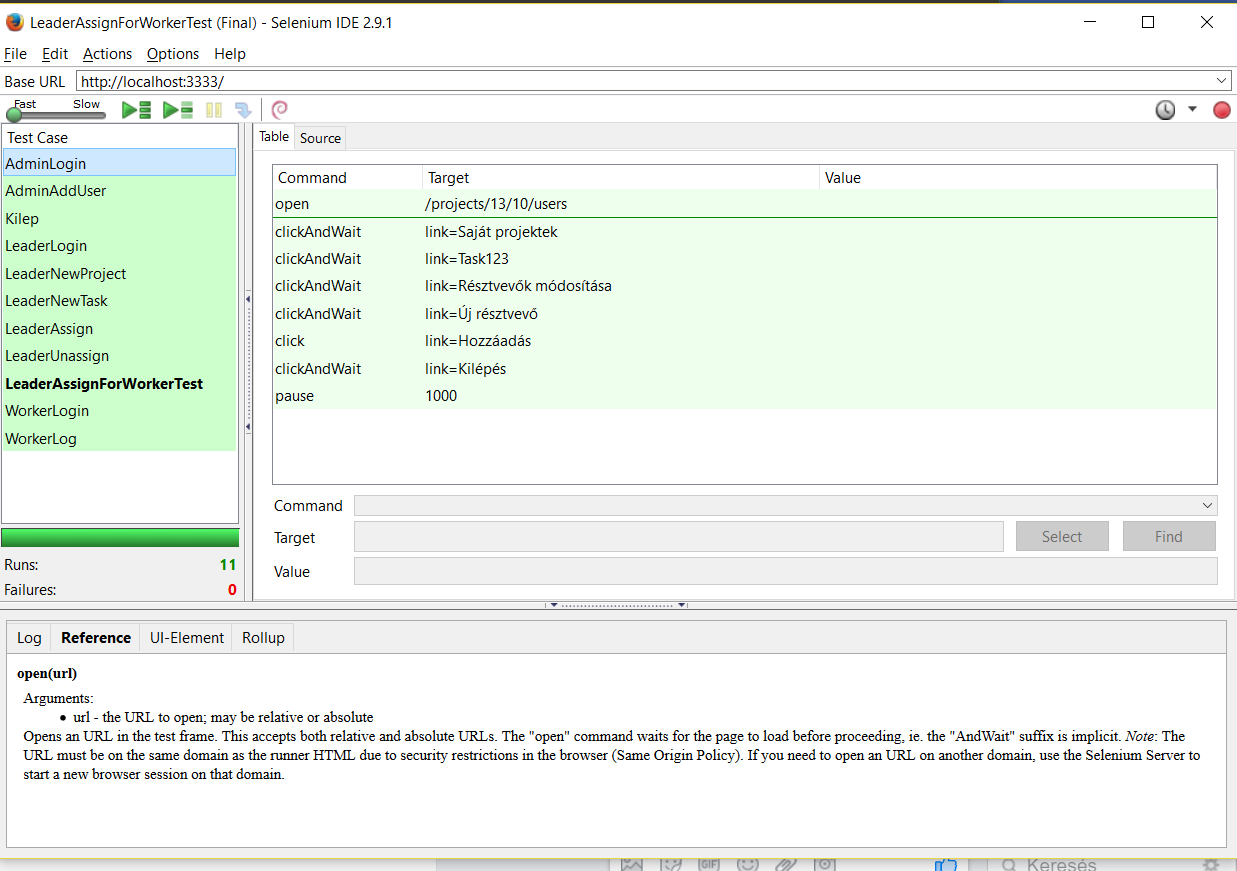 LeaderAssignForWorkerTest (Final) - Selenium IDE 2.9.1
File Edit Actions Options Help
Base URL http://localhost:3333/
Fast Slow
Test Case
AdminLogin
AdminAddUser
Kilep
LeaderLogin
LeaderNewProject
LeaderNewTask
LeaderAssign
LeaderUnassign
LeaderAssignForWorkerTest
WorkerLogin
WorkerLog
Runs: 11
Failures: 0
Table Source
Command Target Value
open /projects/13/10/users
clickAndWait link=Saját projektek
clickAndWait link=Task123
clickAndWait link=Résztvevők módosítása
clickAndWait link=Új résztvevő
click link=Hozzáadás
clickAndWait link=Kilépés
pause 1000
Command
Target Select Find
Value
Log Reference UI-Element Rollup
open(url)
Arguments:
• url - the URL to open; may be relative or absolute
Opens an URL in the test frame. This accepts both relative and absolute URLs. The "open" command waits for the page to load before proceeding, ie. the "AndWait" suffix is implicit. Note: The
URL must be on the same domain as the runner HTML due to security restrictions in the browser (Same Origin Policy). If you need to open an URL on another domain, use the Selenium Server to
start a new browser session on that domain.
GIF Keresés